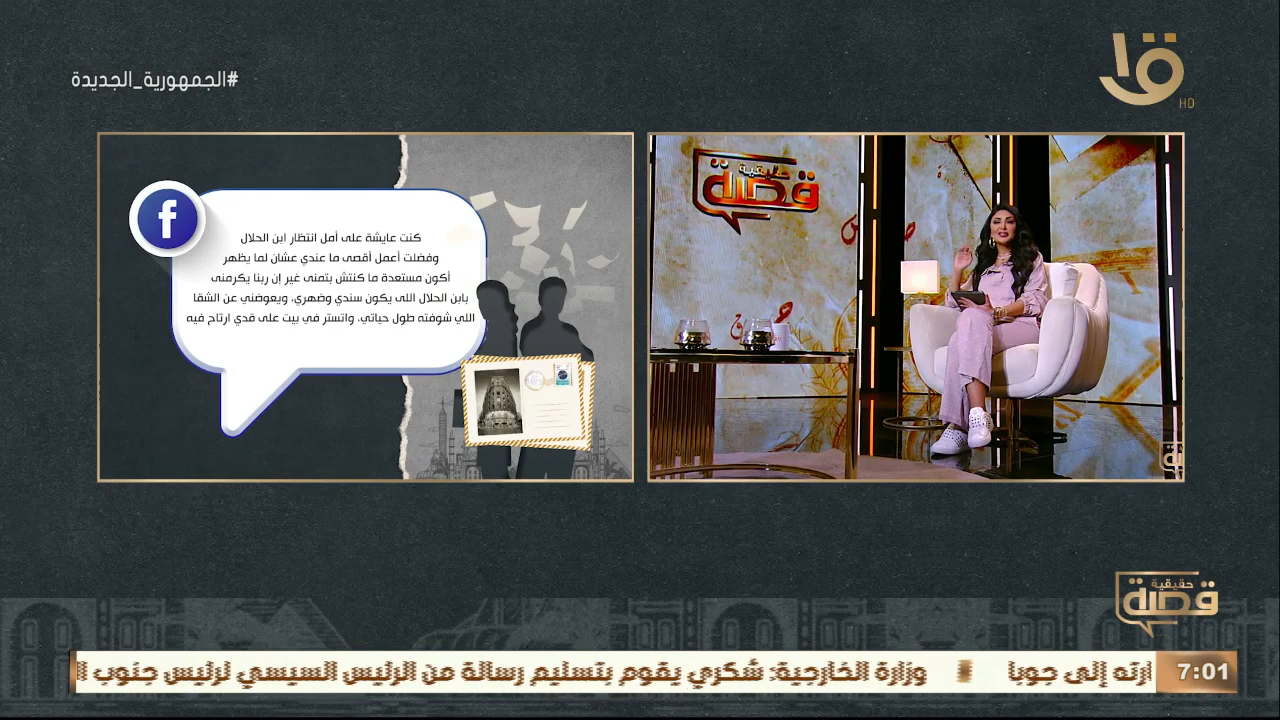 #الجمهورية_الجديدة
HD
كنت عايشة على أمل انتظار ابن الحلال
وفضلت أعمل أقصى ما عندي عشان لما يظهر
أكون مستعدة ما كنتش بتمنى غير إن ربنا يكرمنى
بابن الحلال اللى يكون سندي وضهري، ويعوضني عن الشقا
اللي شوفته طول حياتي، واتستر في بيت على قدي ارتاح فيه
قصة حقيقية
قصة حقيقية
7:01
ارته إلى جوبا
وزارة الخارجية: شكري يقوم بتسليم رسالة من الرئيس السيسي لرئيس جنوب ال